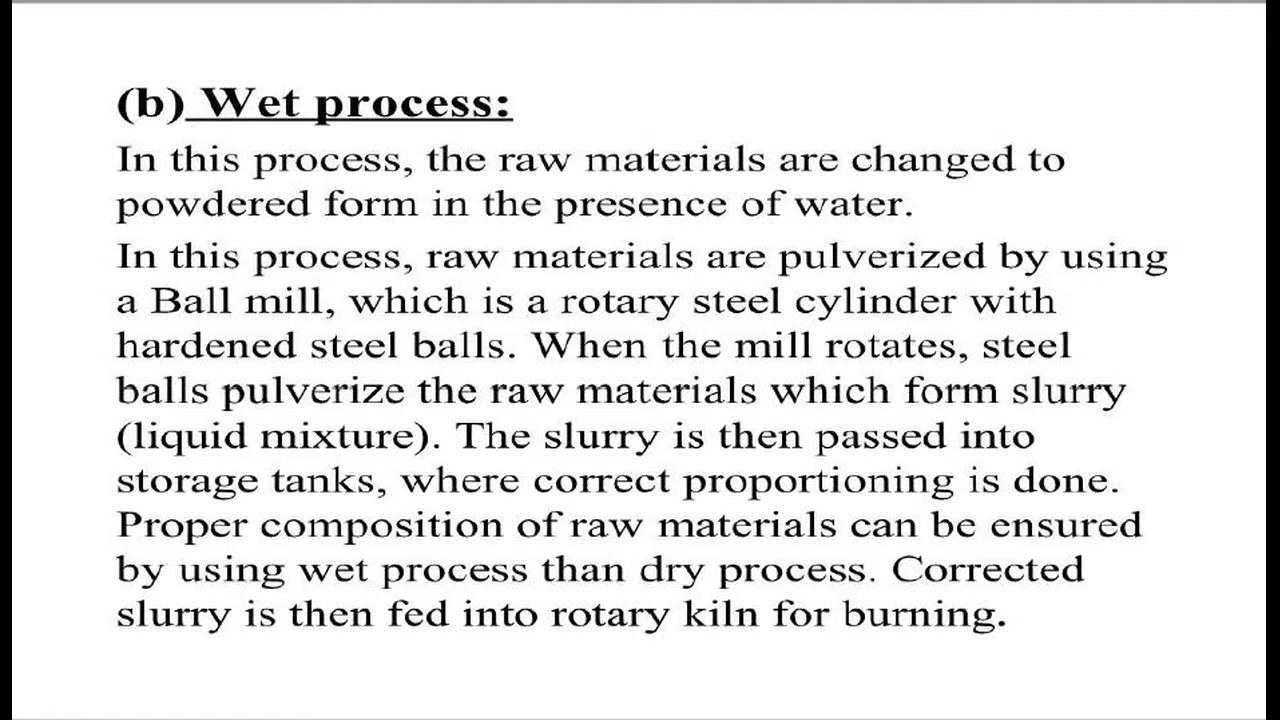 (b) Wet process:
In this process, the raw materials are changed to
powdered form in the presence of water.
In this process, raw materials are pulverized by using
a Ball mill, which is a rotary steel cylinder with
hardened steel balls. When the mill rotates, steel
balls pulverize the raw materials which form slurry
(liquid mixture). The slurry is then passed into
storage tanks, where correct proportioning is done.
Proper composition of raw materials can be ensured
by using wet process than dry process. Corrected
slurry is then fed into rotary kiln for burning.